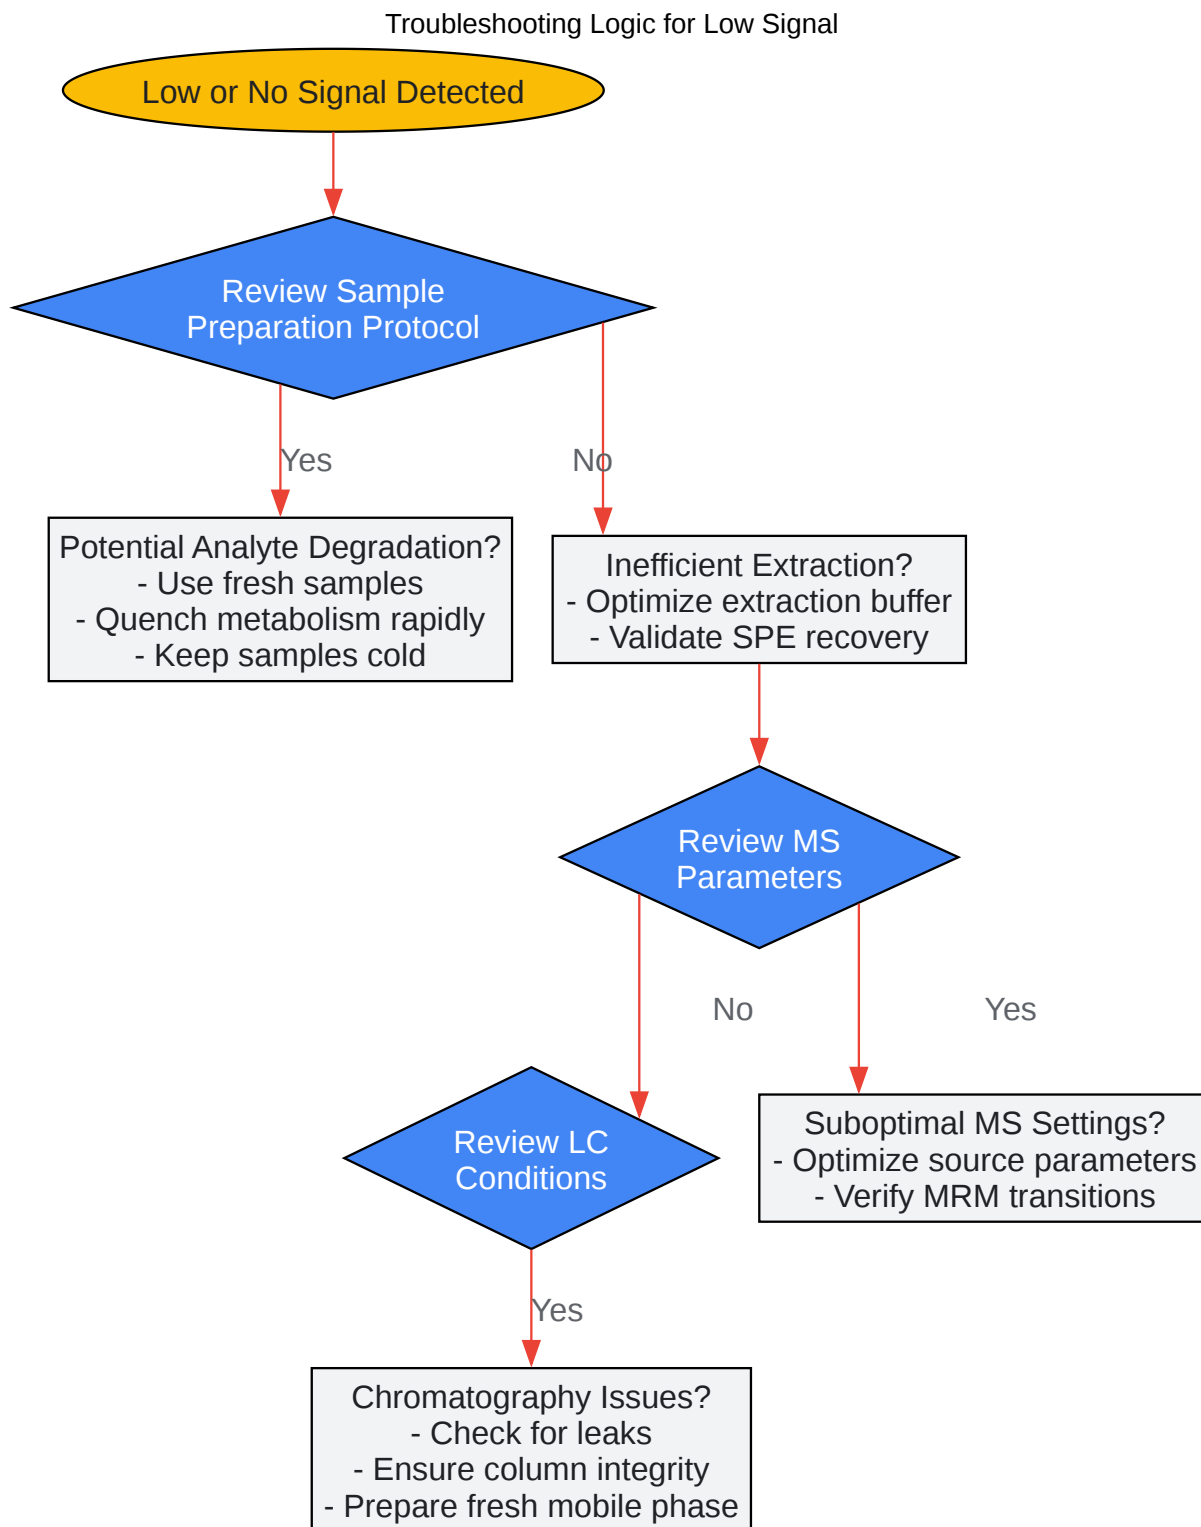 Troubleshooting Logic for Low Signal
Low or No Signal Detected
Review Sample
Preparation Protocol
Yes
No
Potential Analyte Degradation?
- Use fresh samples
- Quench metabolism rapidly
- Keep samples cold
Inefficient Extraction?
- Optimize extraction buffer
- Validate SPE recovery
Review MS
Parameters
No
Yes
Review LC
Conditions
Suboptimal MS Settings?
- Optimize source parameters
- Verify MRM transitions
Yes
Chromatography Issues?
- Check for leaks
- Ensure column integrity
- Prepare fresh mobile phase